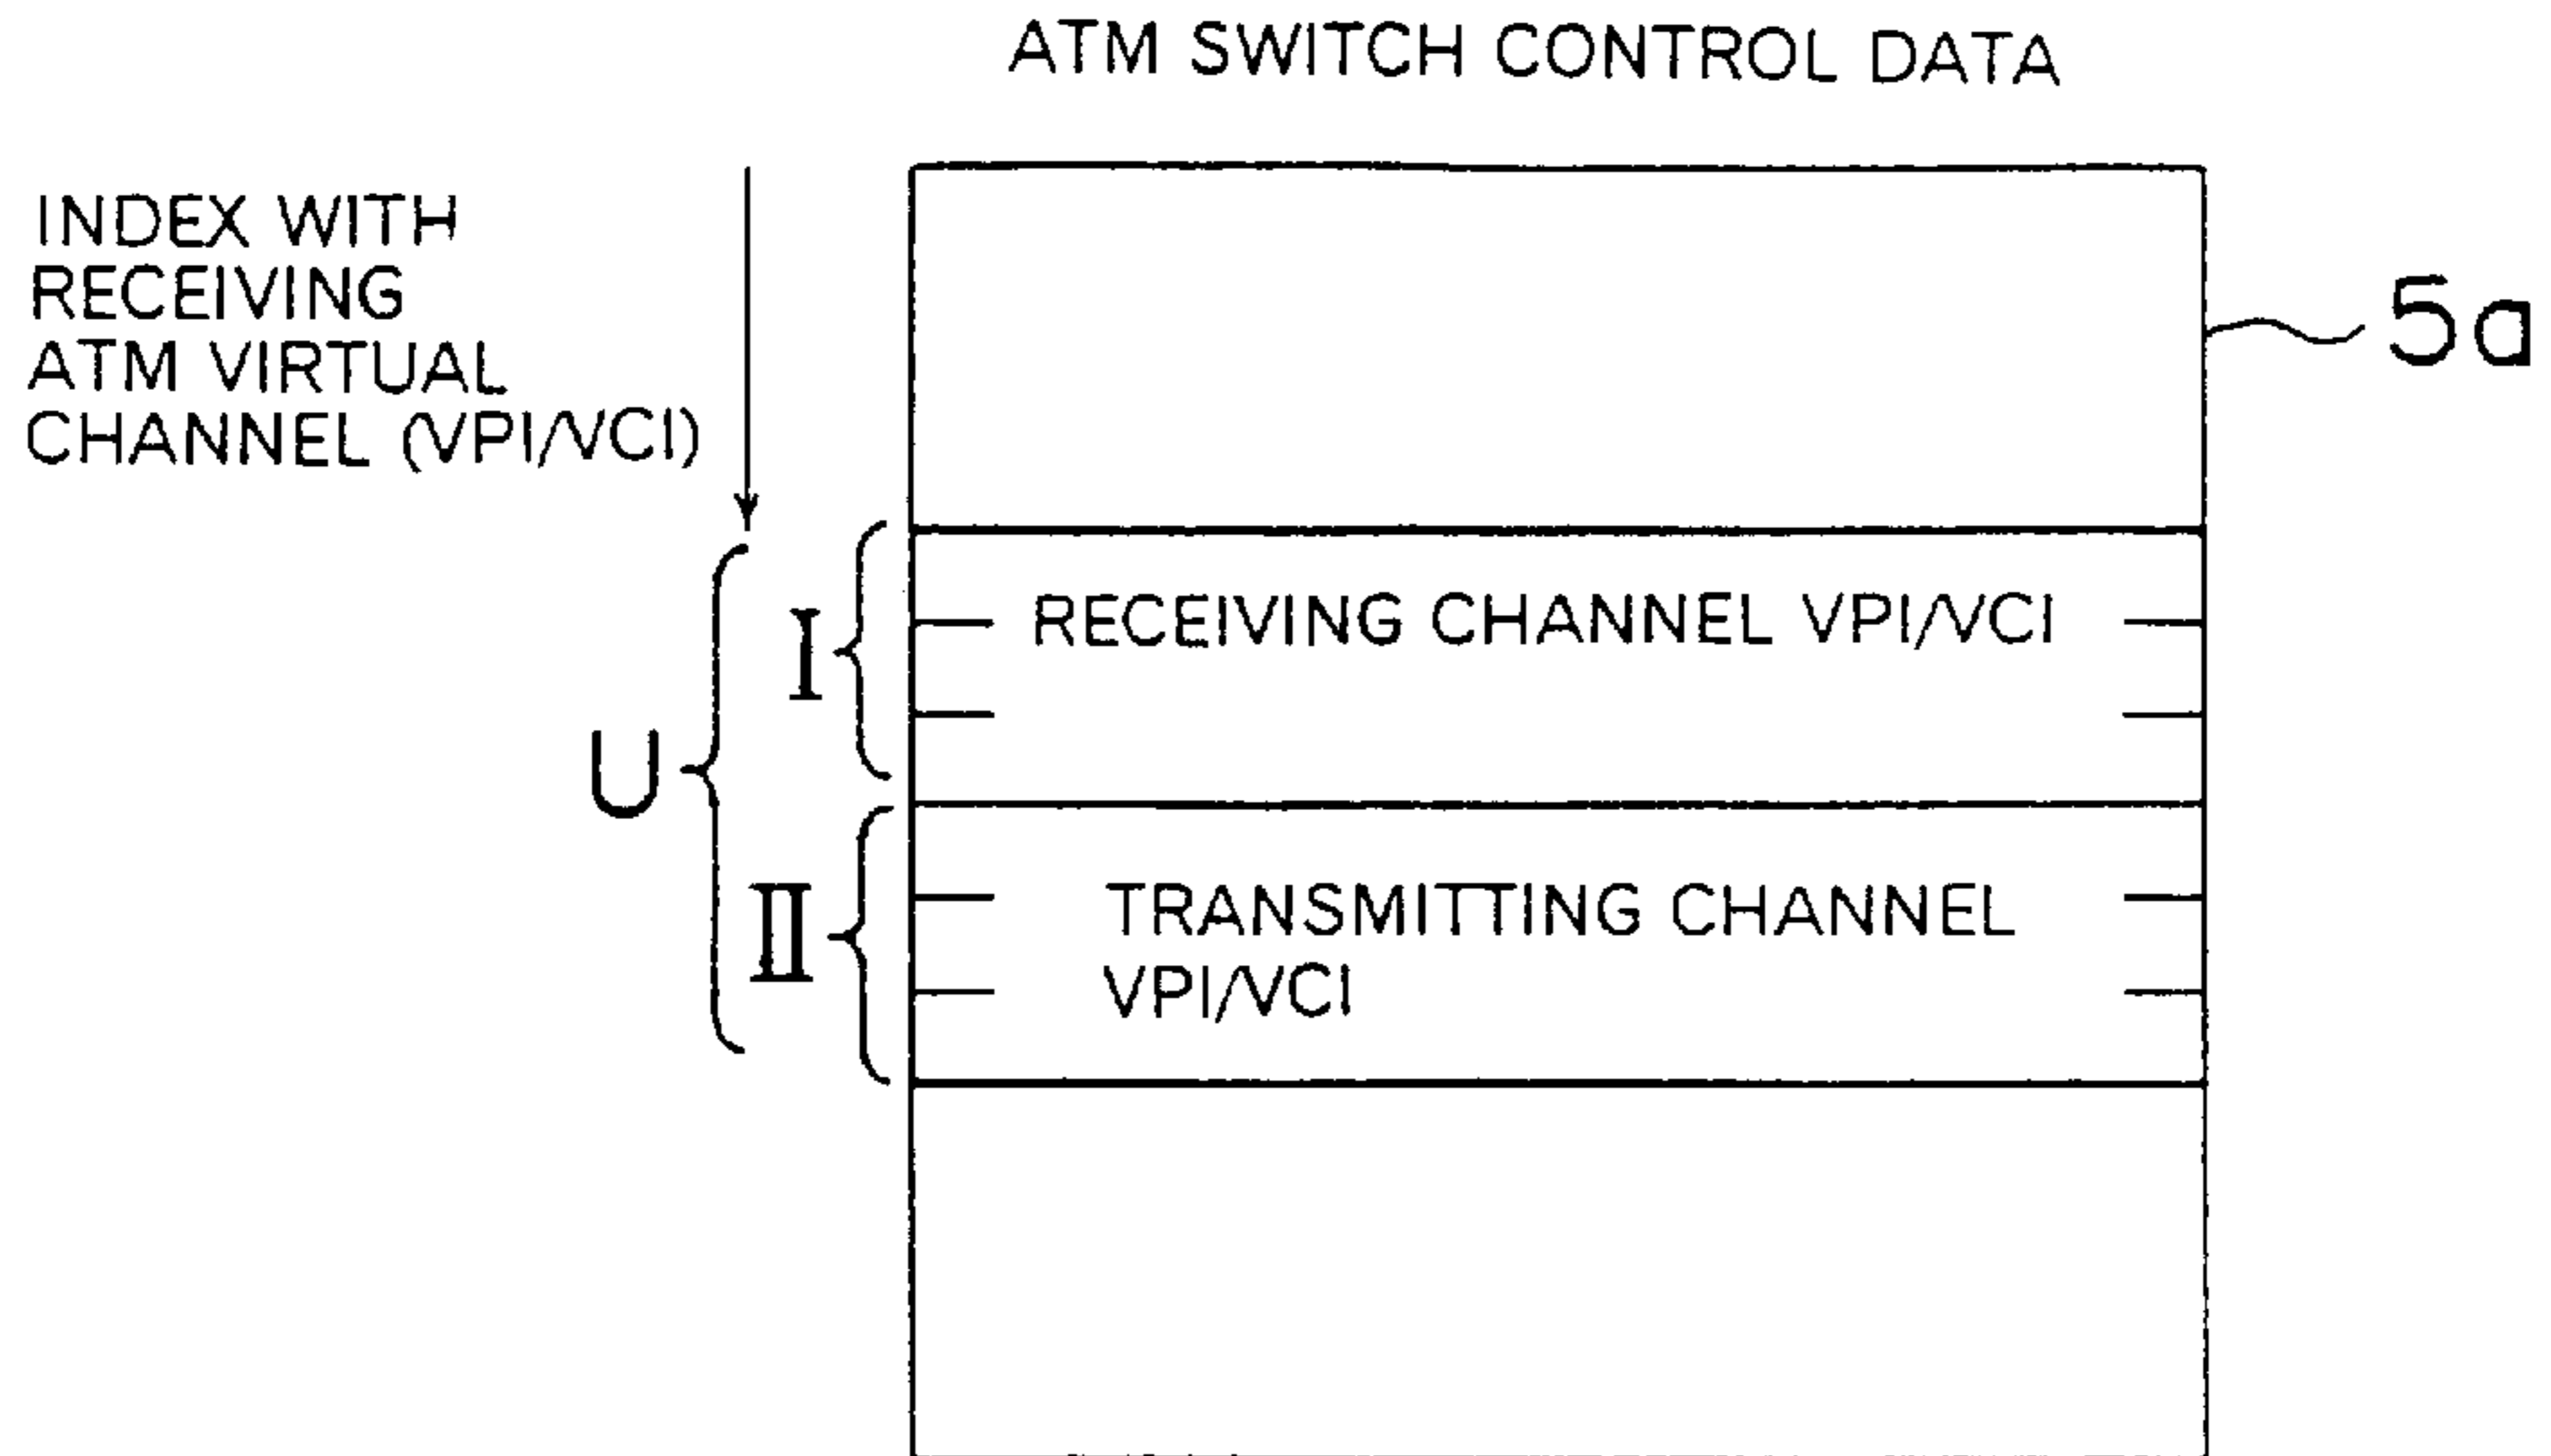 ATM SWITCH CONTROL DATA
INDEX WITH
RECEIVING
ATM VIRTUAL
CHANNEL (VPI/VCI)
5a
I
RECEIVING CHANNEL VPI/VCI
U
II
TRANSMITTING CHANNEL
VPI/VCI